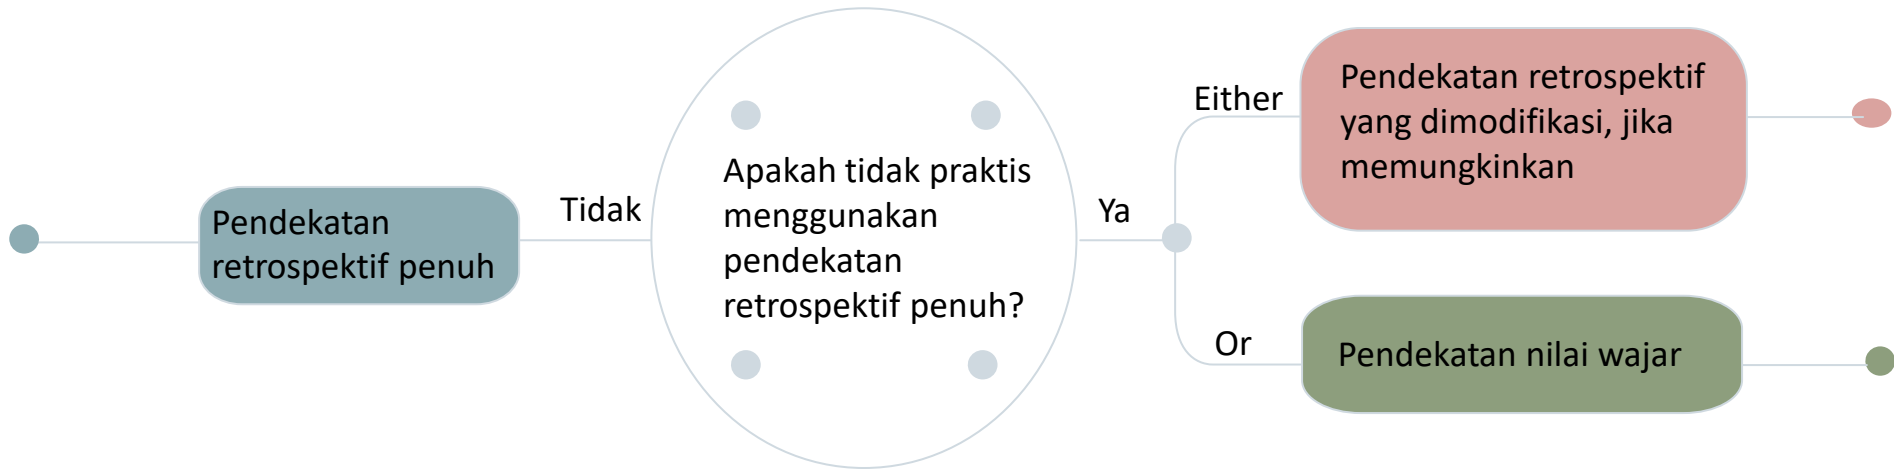 Pendekatan
retrospektif penuh
Tidak
Apakah tidak praktis
menggunakan
pendekatan
retrospektif penuh?
Ya
Either
Pendekatan retrospektif
yang dimodifikasi, jika
memungkinkan
Or
Pendekatan nilai wajar